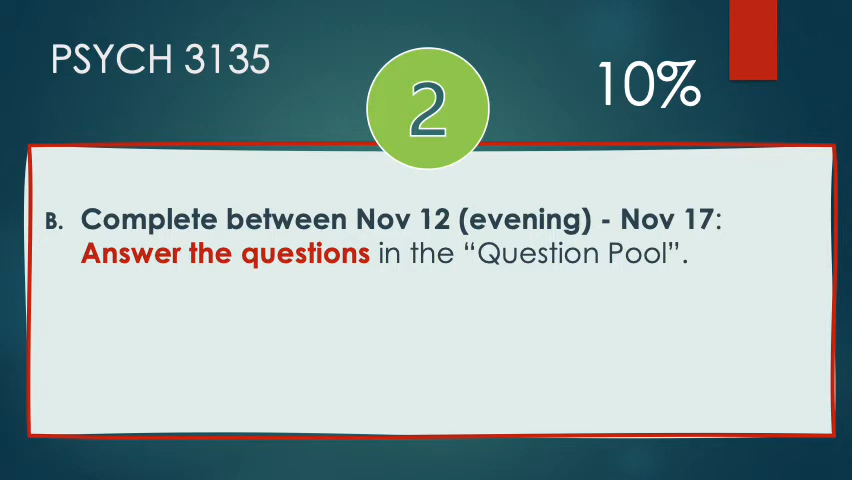 PSYCH 3135
2
10%
B. Complete between Nov 12 (evening) - Nov 17:
Answer the questions in the “Question Pool”.